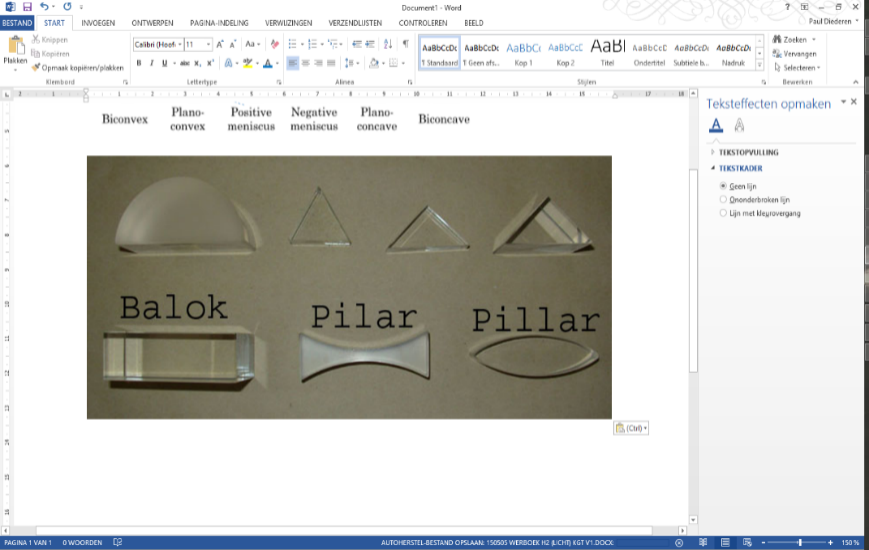 Document1 - Word
BESTAND START INVOEGEN ONTWERPEN PAGINA-INDELING VERWIJZINGEN VERZENDLIJSTEN CONTROLEREN BEELD
Paul Diederen
Plakken
Knippen
Kopiëren
Opmaak kopiëren/plakken
Klembord
Calibri (Hoof 11
Lettertype
Alinea
AaBbCcDc AaBbCcDc AaBbCc AaBbCcC AaBl AaBbCcC AaBbCcDc AaBbCcDc
¶ Standaard ¶ Geen afs... Kop 1 Kop 2 Titel Ondertitel Subtiele b... Nadruk
Stijlen
Zoeken
Vervangen
Selecteren
Bewerken
Biconvex
Plano-
convex
Positive
meniscus
Negative
meniscus
Plano-
concave
Biconcave
Balok
Pilar
Pillar
(Ctrl)
Teksteffecten opmaken
TEKSTOPVULLING
TEKSTKADER
Geen lijn
Ononderbroken lijn
Lijn met kleurovergang
PAGINA 1 VAN 1 0 WOORDEN
AUTOHERSTEL-BESTAND OPSLAAN: 150505 WERBOEK H2 (LICHT) KGT V1.DOCX:
150 %